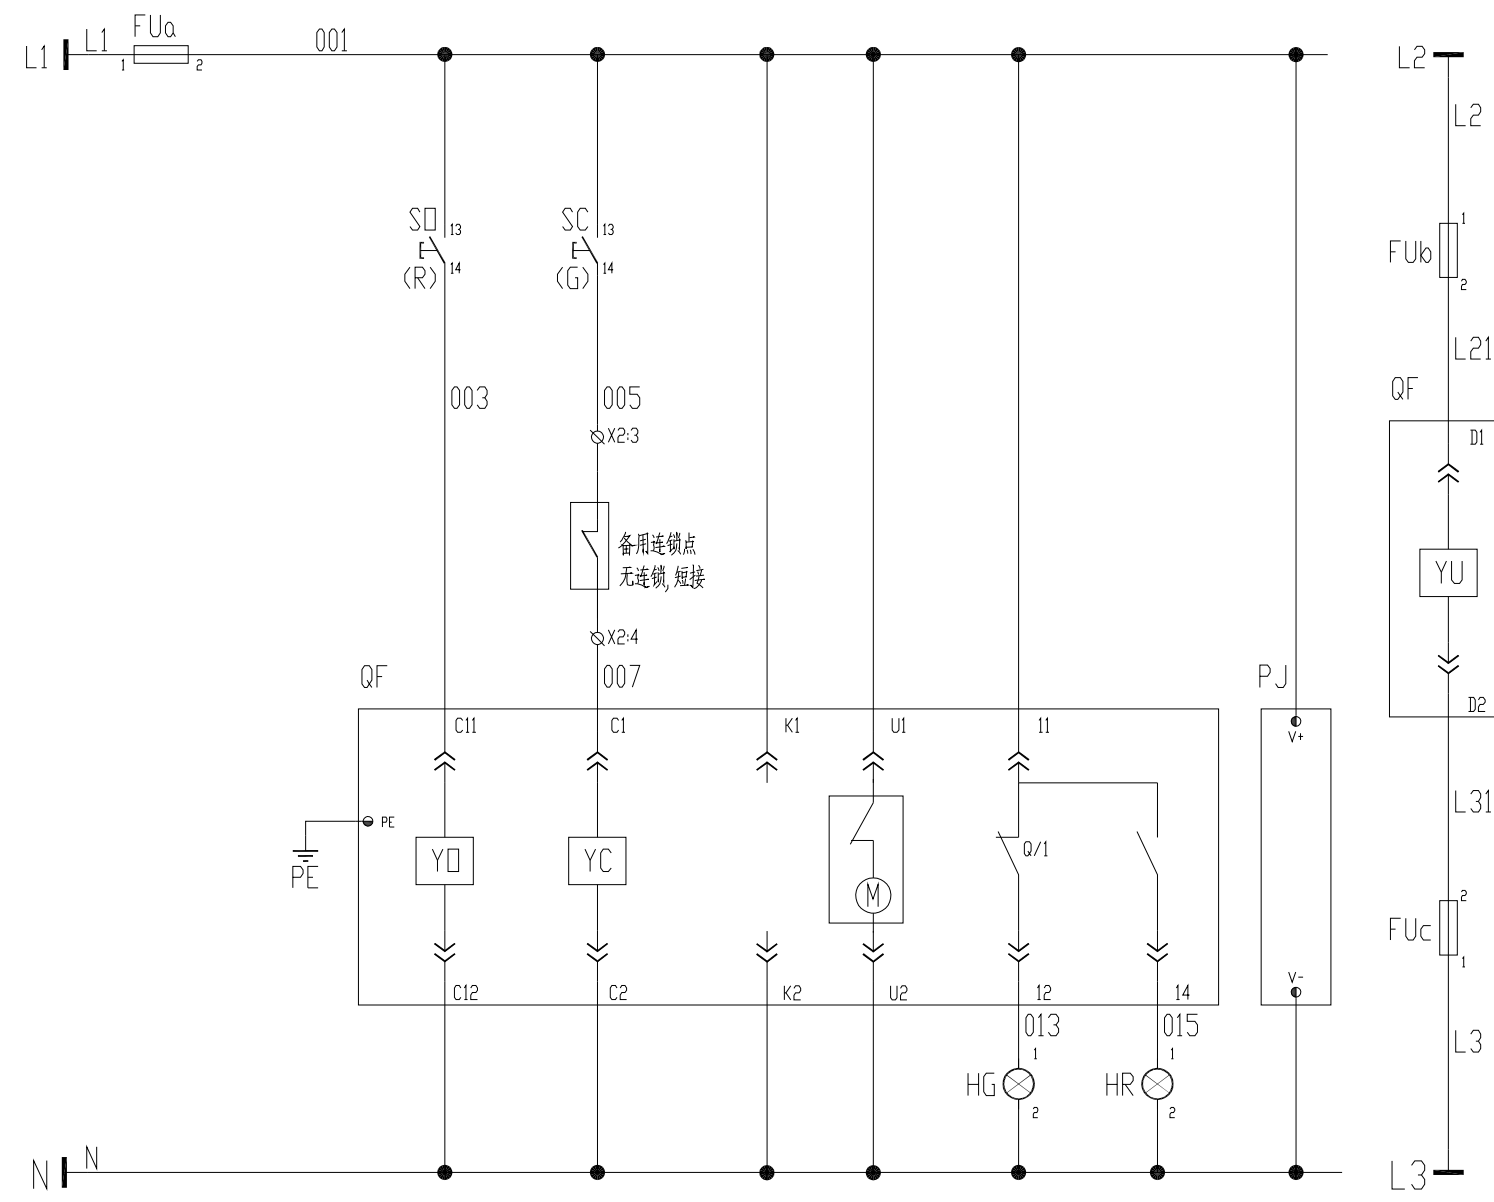 FUa
L1 L1 001
1 2
L2
L2
SO 13
14
(R)
SC 13
14
(G)
1
FUb
2
L21
003
005
X2:3
备用连锁点
无连锁,短接
X2:4
007
QF
D1
YU
D2
QF
C11 C1 K1 U1 11
PJ
V+
PE
PE
YO YC M Q/1
L31
2
FUc
1
V-
C12 C2 K2 U2 12 14
013 015
1 1
HG HR
2 2
L3
N N
L3